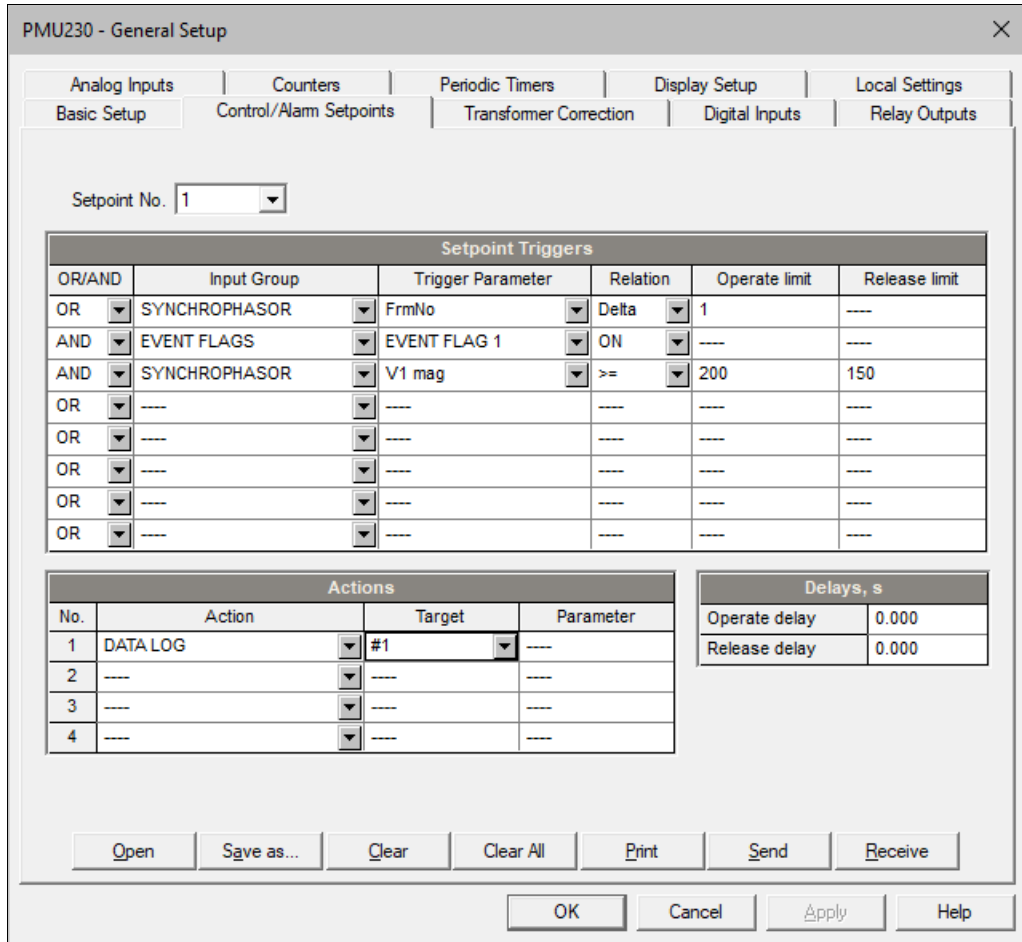 PMU230 - General Setup
Analog Inputs Counters Periodic Timers Display Setup Local Settings
Basic Setup Control/Alarm Setpoints Transformer Correction Digital Inputs Relay Outputs
Setpoint No. 1
Setpoint Triggers
OR/AND Input Group Trigger Parameter Relation Operate limit Release limit
OR SYNCHROPHASOR FrmNo Delta 1 ----
AND EVENT FLAGS EVENT FLAG 1 ON ---- ----
AND SYNCHROPHASOR V1 mag >= 200 150
OR ---- ---- ---- ---- ----
OR ---- ---- ---- ---- ----
OR ---- ---- ---- ---- ----
OR ---- ---- ---- ---- ----
OR ---- ---- ---- ---- ----
Actions
No. Action Target Parameter
1 DATA LOG #1 ----
2 ---- ---- ----
3 ---- ---- ----
4 ---- ---- ----
Delays, s
Operate delay 0.000
Release delay 0.000
Open Save as... Clear Clear All Print Send Receive
OK Cancel Apply Help